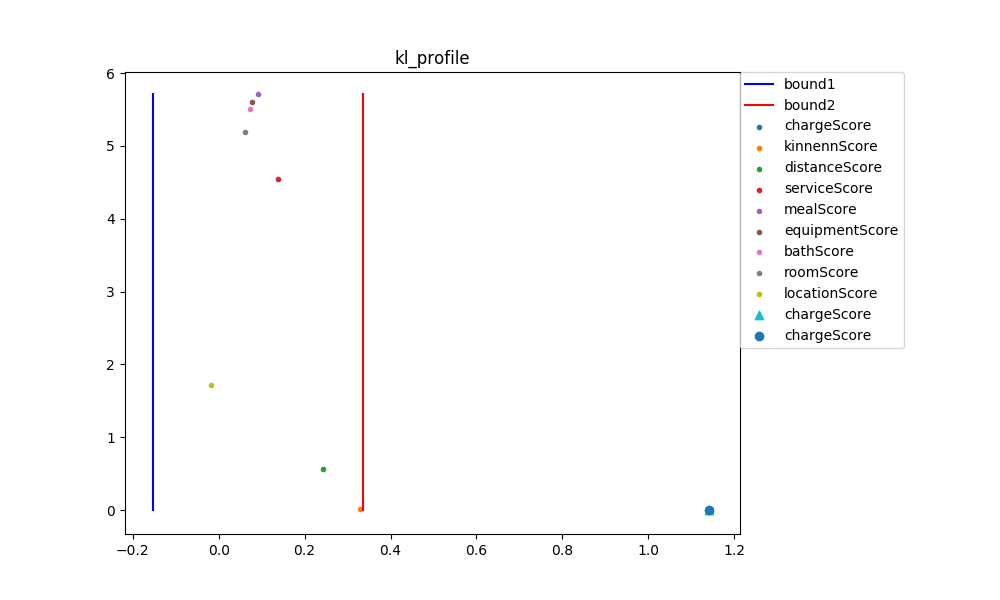 kl_profile
6
5
4
3
2
1
0
−0.2
0.0
0.2
0.4
0.6
0.8
1.0
1.2
bound1
bound2
chargeScore
kinnennScore
distanceScore
serviceScore
mealScore
equipmentScore
bathScore
roomScore
locationScore
chargeScore
chargeScore